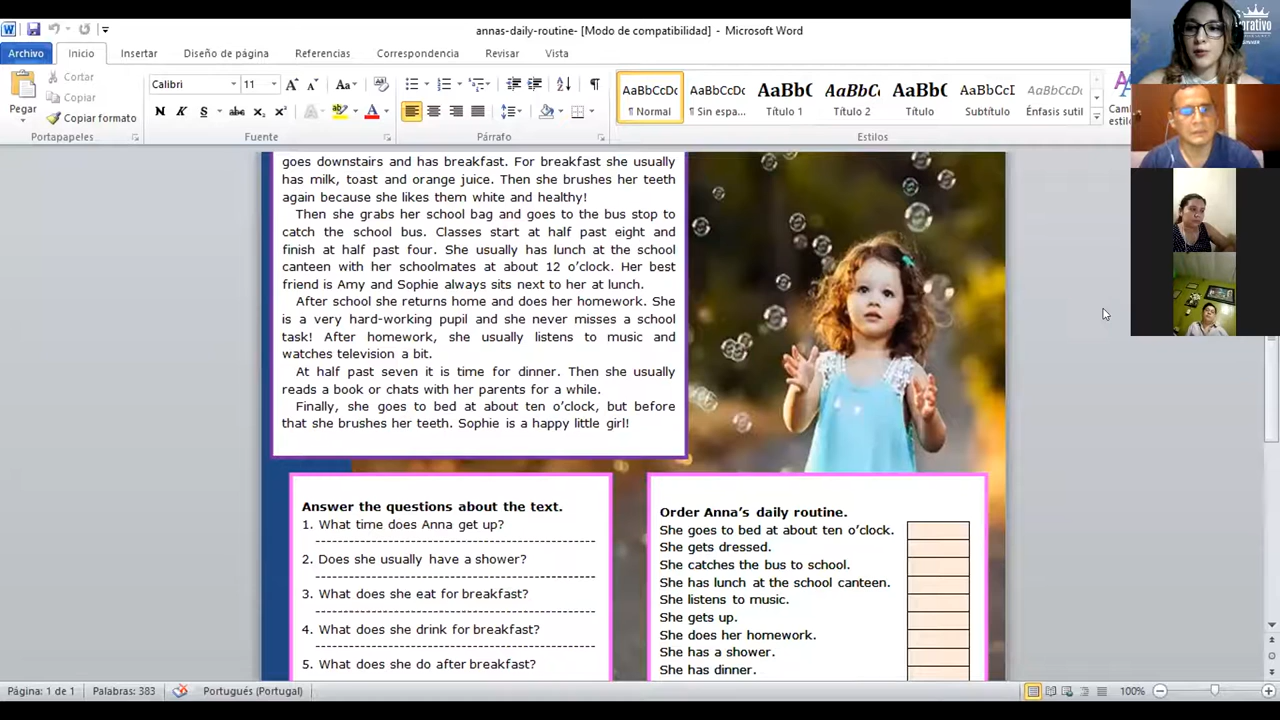 annas-daily-routine- [Modo de compatibilidad] - Microsoft Word
Archivo Inicio Insertar Diseño de página Referencias Correspondencia Revisar Vista
Pegar
Cortar
Copiar
Copiar formato
Portapapeles
Calibri 11
N K S abc x₂ x²
Fuente
Párrafo
AaBbCcDc AaBbCcDc AaBbC AaBbCc AaBbC AaBbCcI AaBbCcDc
¶ Normal ¶ Sin espa... Título 1 Título 2 Título Subtítulo Énfasis sutil
Estilos
goes downstairs and has breakfast. For breakfast she usually
has milk, toast and orange juice. Then she brushes her teeth
again because she likes them white and healthy!
Then she grabs her school bag and goes to the bus stop to
catch the school bus. Classes start at half past eight and
finish at half past four. She usually has lunch at the school
canteen with her schoolmates at about 12 o’clock. Her best
friend is Amy and Sophie always sits next to her at lunch.
After school she returns home and does her homework. She
is a very hard-working pupil and she never misses a school
task! After homework, she usually listens to music and
watches television a bit.
At half past seven it is time for dinner. Then she usually
reads a book or chats with her parents for a while.
Finally, she goes to bed at about ten o’clock, but before
that she brushes her teeth. Sophie is a happy little girl!
Answer the questions about the text.
1. What time does Anna get up?
2. Does she usually have a shower?
3. What does she eat for breakfast?
4. What does she drink for breakfast?
5. What does she do after breakfast?
Order Anna’s daily routine.
She goes to bed at about ten o’clock.
She gets dressed.
She catches the bus to school.
She has lunch at the school canteen.
She listens to music.
She gets up.
She does her homework.
She has a shower.
She has dinner.
Página: 1 de 1 Palabras: 383 Portugués (Portugal) 100%